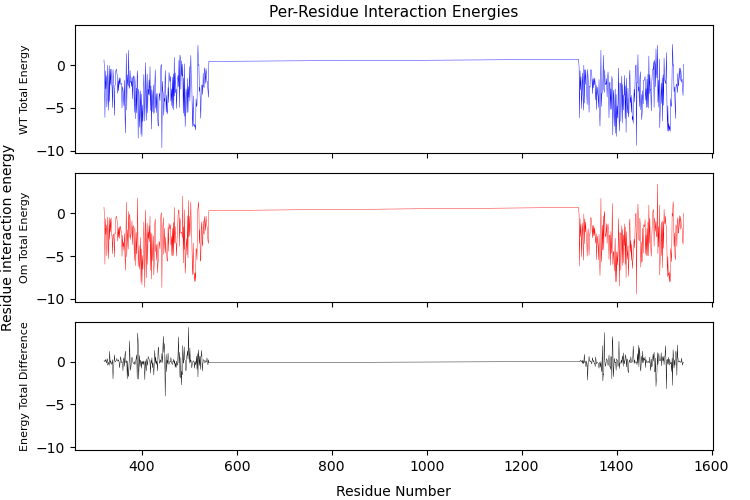 Per-Residue Interaction Energies
Residue interaction energy
WT Total Energy
0
−5
−10
Om Total Energy
0
−5
−10
Energy Total Difference
0
−5
−10
400 600 800 1000 1200 1400 1600
Residue Number